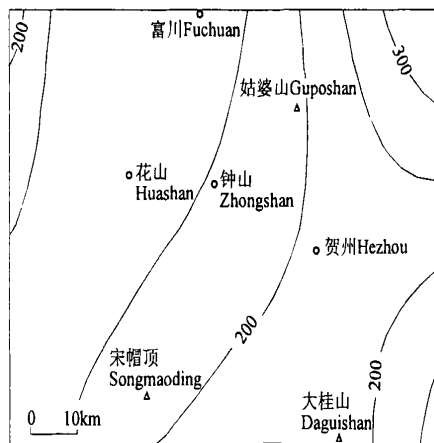 200
富川Fuchuan
300
姑婆山Guposhan
花山
Huashan
钟山
Zhongshan
贺州Hezhou
200
宋帽顶
Songmaoding
200
大桂山
Daguishan
0 10km